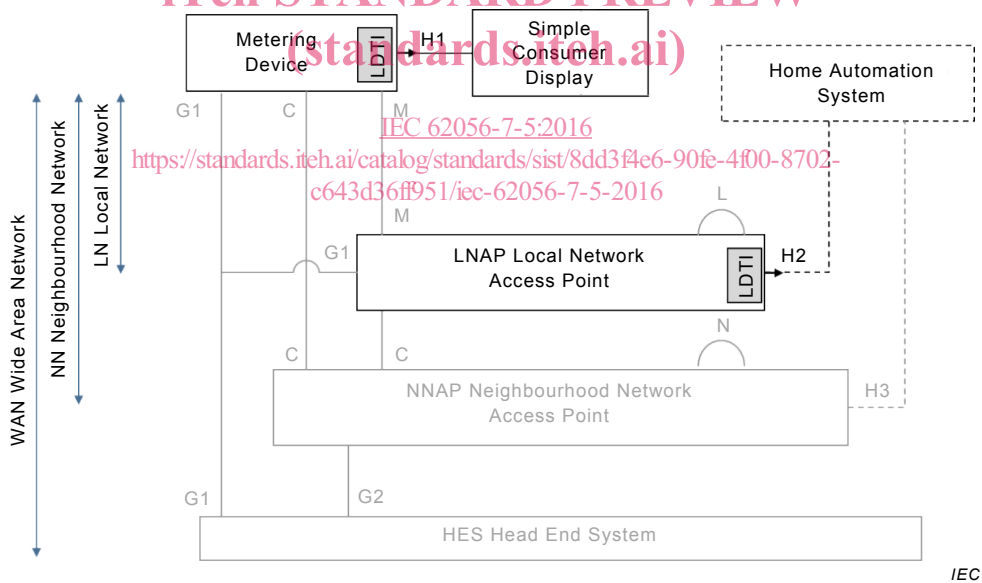 iTeh STANDARD PREVIEW
(standards.iteh.ai)
Metering
Device
LDTI
H1
Simple
Consumer
Display
Home Automation
System
G1
C
M
IEC 62056-7-5:2016
https://standards.iteh.ai/catalog/standards/sist/8dd3f4e6-90fe-4f00-8702-
c643d36ff951/iec-62056-7-5-2016
WAN Wide Area Network
NN Neighbourhood Network
LN Local Network
M
L
G1
LNAP Local Network
Access Point
LDTI
H2
N
C
C
NNAP Neighbourhood Network
Access Point
H3
G1
G2
HES Head End System
IEC